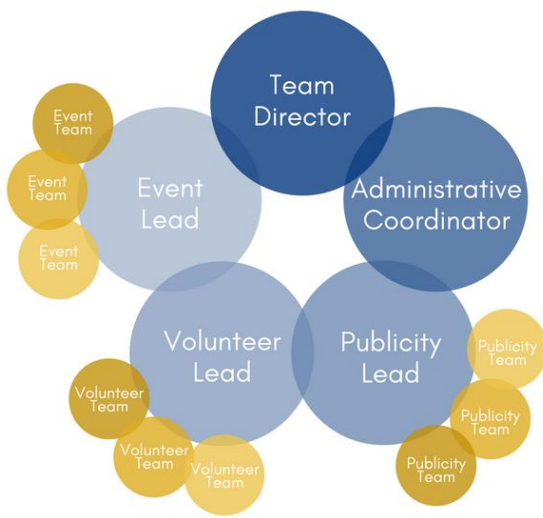 Team
Director
Event
Team
Event
Team
Event
Team
Event
Lead
Administrative
Coordinator
Volunteer
Lead
Publicity
Lead
Volunteer
Team
Volunteer
Team
Volunteer
Team
Publicity
Team
Publicity
Team
Publicity
Team